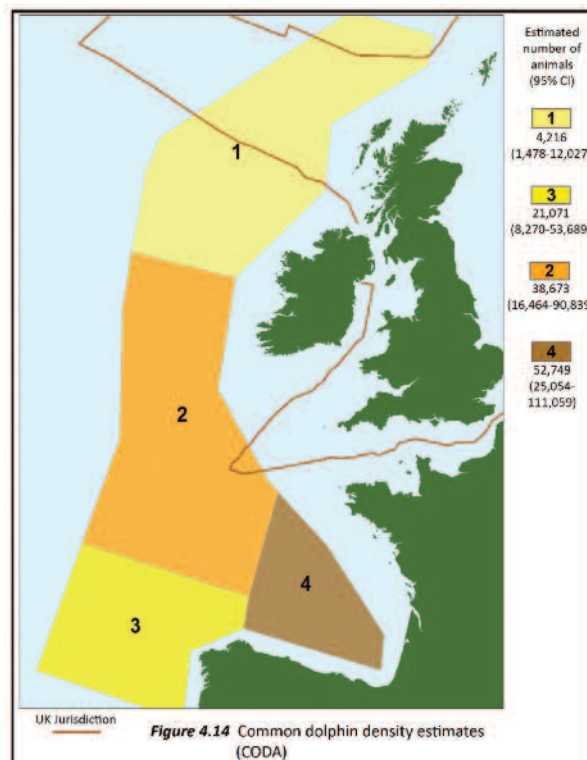 Estimated
number of
animals
(95% CI)
1
4,216
(1,478-12,027
3
21,071
(8,270-53,689
2
38,673
(16,464-90,839
4
52,749
(25,054-
111,059)
1
2
3
4
UK Jurisdiction
Figure 4.14 Common dolphin density estimates
(CODA)